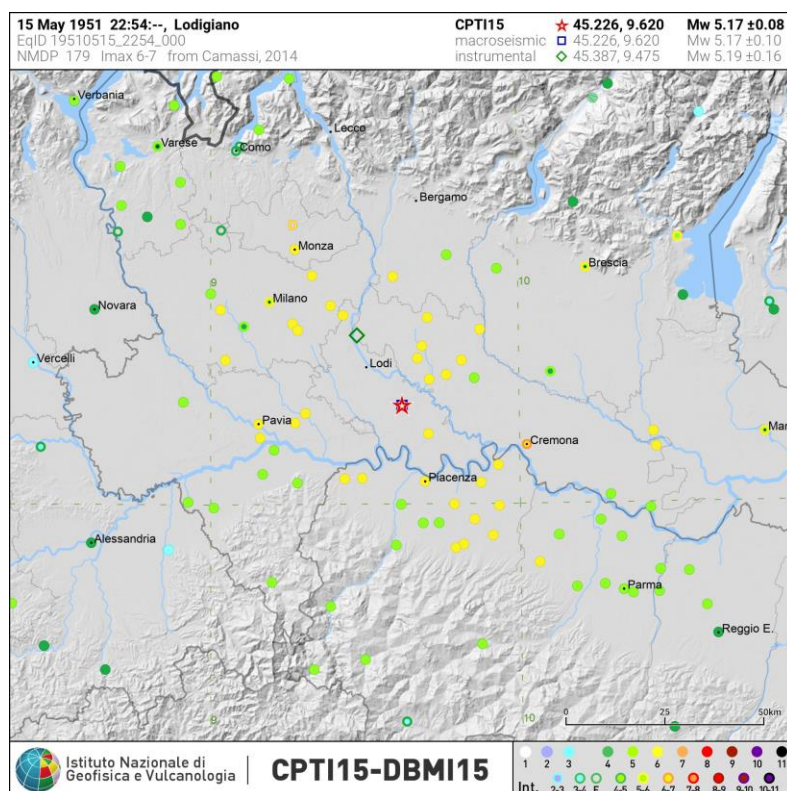 15 May 1951 22:54:--, Lodigiano
CPTI15 45.226, 9.620 Mw 5.17 ±0.08
EqID 19510515_2254_000
macroseismic 45.226, 9.620 Mw 5.17 ±0.10
NMDP 179 Imax 6-7 from Camassi, 2014
instrumental 45.387, 9.475 Mw 5.19 ±0.16
Verbania
Lecco
Varese
Como
Bergamo
Monza
Brescia
9
10
Milano
Novara
Vercelli
Lodi
Pavia
Mar
Cremona
Piacenza
Alessandria
Parma
Reggio E.
9
10
0 25 50km
Istituto Nazionale di
Geofisica e Vulcanologia
CPTI15-DBMI15
1 2 3 4 5 6 7 8 9 10 11
Int. 2-3 3-4 F 4-5 5-6 6-7 7-8 8-9 9-10 10-11